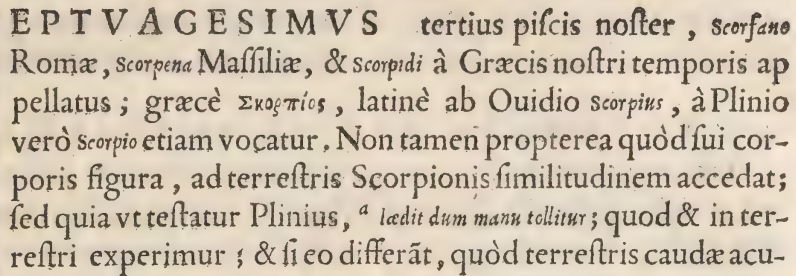 EPTVAGESIMVS tertius piſcis noſter, Scorfano
Romæ, Scorpena Maſſiliæ, & Scorpidi à Græcis noſtri temporis ap
pellatus; græcè Σκορπίος, latinè ab Ouidio Scorpius, à Plinio
verò Scorpio etiam vocatur. Non tamen propterea quòd ſui cor-
poris figura, ad terreſtris Scorpionis ſimilitudinem accedat;
ſed quia vt teſtatur Plinius, ª lædit dum manu tollitur; quod & in ter-
reſtri experimur; & ſi eo differāt, quòd terreſtris caudæ acu-